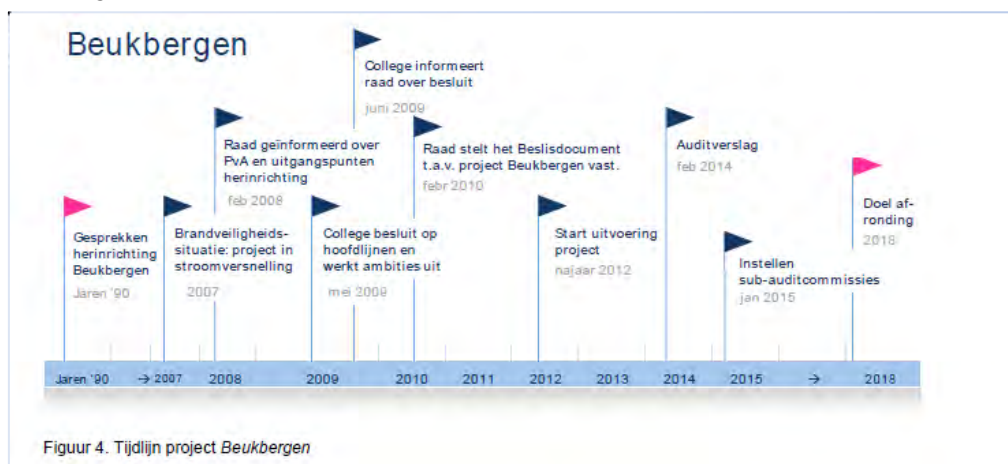 Beukbergen
College informeert
raad over besluit
juni 2009
Raad geïnformeerd over
PvA en uitgangspunten
herinrichting
feb 2008
Raad stelt het Beslisdocument
t.a.v. project Beukbergen vast.
febr 2010
Auditverslag
feb 2014
Doel af-
ronding
2018
Gesprekken
herinrichting
Beukbergen
Jaren '90
Brandveiligheids-
situatie: project in
stroomversnelling
2007
College besluit op
hoofdlijnen en
werkt ambities uit
mei 2009
Start uitvoering
project
najaar 2012
Instellen
sub-auditcommissies
jan 2015
Jaren '90 → 2007 2008 2009 2010 2011 2012 2013 2014 2015 → 2018
Figuur 4. Tijdlijn project Beukbergen